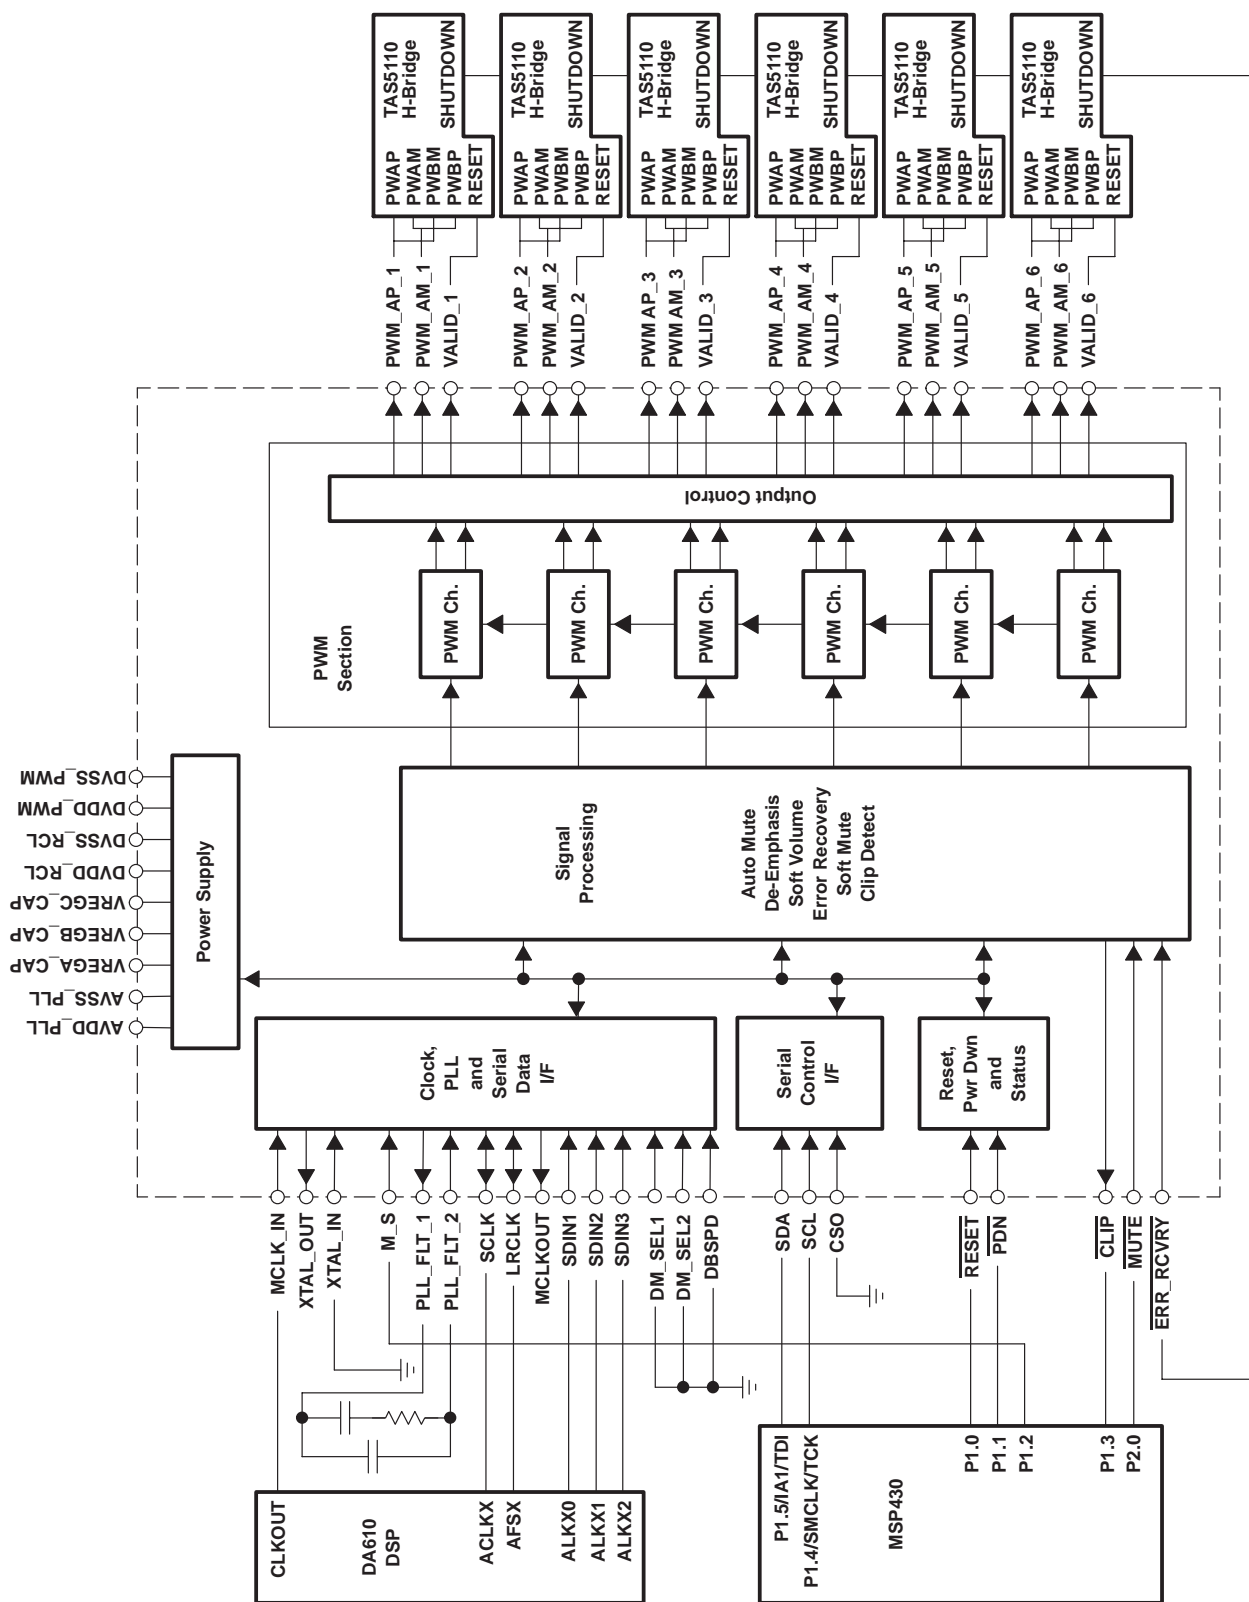 TAS5110
H-Bridge
SHUTDOWN
PWAP
PWAM
PWBM
PWBP
RESET
TAS5110
H-Bridge
SHUTDOWN
PWAP
PWAM
PWBM
PWBP
RESET
TAS5110
H-Bridge
SHUTDOWN
PWAP
PWAM
PWBM
PWBP
RESET
TAS5110
H-Bridge
SHUTDOWN
PWAP
PWAM
PWBM
PWBP
RESET
TAS5110
H-Bridge
SHUTDOWN
PWAP
PWAM
PWBM
PWBP
RESET
TAS5110
H-Bridge
SHUTDOWN
PWAP
PWAM
PWBM
PWBP
RESET
PWM_AP_1
PWM_AM_1
VALID_1
PWM_AP_2
PWM_AM_2
VALID_2
PWM AP_3
PWM AM_3
VALID_3
PWM_AP_4
PWM_AM_4
VALID_4
PWM_AP_5
PWM_AM_5
VALID_5
PWM_AP_6
PWM_AM_6
VALID_6
Output Control
PWM Ch.
PWM Ch.
PWM Ch.
PWM Ch.
PWM Ch.
PWM Ch.
PWM
Section
DVSS_PWM
DVDD_PWM
DVSS_RCL
DVDD_RCL
VREGC_CAP
VREGB_CAP
VREGA_CAP
AVSS_PLL
AVDD_PLL
Power Supply
Signal
Processing
Auto Mute
De-Emphasis
Soft Volume
Error Recovery
Soft Mute
Clip Detect
Clock,
PLL
and
Serial
Data
I/F
Serial
Control
I/F
Reset,
Pwr Dwn
and
Status
MCLK_IN
XTAL_OUT
XTAL_IN
M_S
PLL_FLT_1
PLL_FLT_2
SCLK
LRCLK
MCLKOUT
SDIN1
SDIN2
SDIN3
DM_SEL1
DM_SEL2
DBSPD
SDA
SCL
CSO
RESET
PDN
CLIP
MUTE
ERR_RCVRY
CLKOUT
DA610
DSP
ACLKX
AFSX
ALKX0
ALKX1
ALKX2
P1.5/IA1/TDI
P1.4/SMCLK/TCK
MSP430
P1.0
P1.1
P1.2
P1.3
P2.0